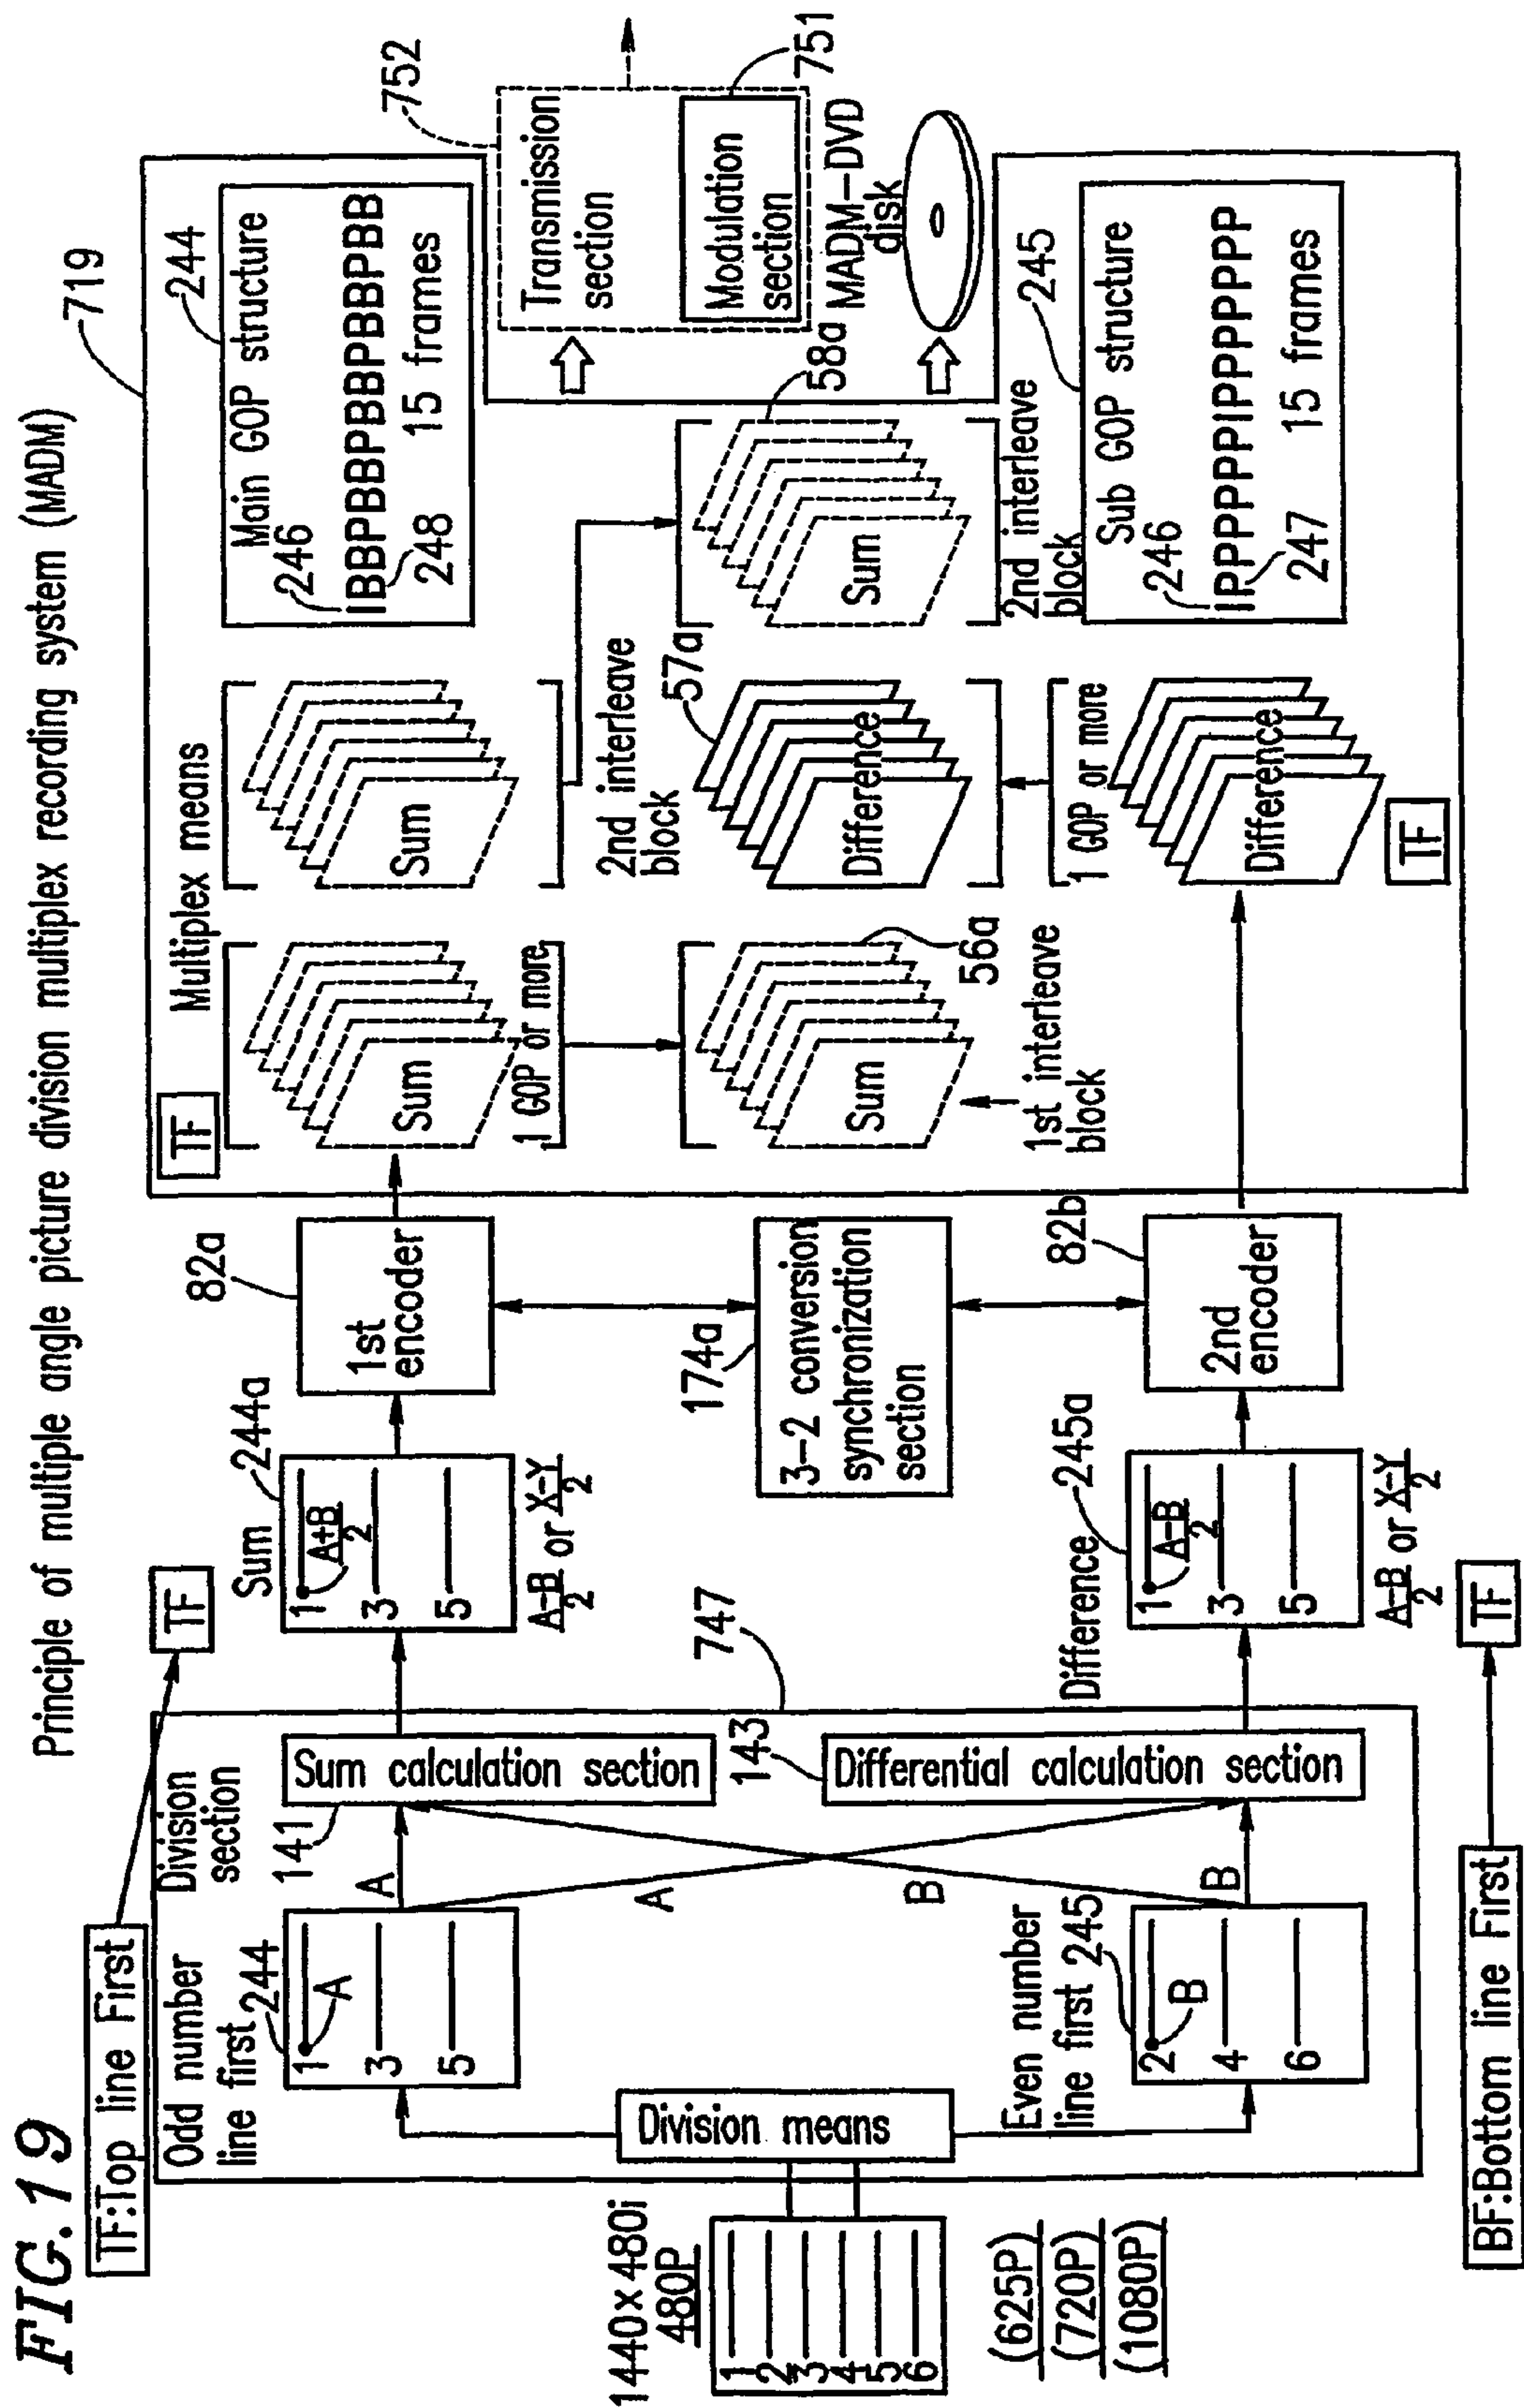 FIG. 19
Principle of multiple angle picture division multiplex recording system (MADM)
TF:Top line First
TF
1440×480i
480P
1
2
3
4
5
6
(625P)
(720P)
(1080P)
Division means
Odd number
line first
244
1
A
3
5
Even number
line first
245
2
B
4
6
Division
section
141
A
A
B
B
Sum calculation section
143
Differential calculation section
747
BF:Bottom line First
TF
Sum
244a
1
A+B
2
3
5
A-B or X-Y
2 2
Difference
245a
1
A-B
2
3
5
A-B or X-Y
2 2
82a
1st
encoder
174a
3-2 conversion
synchronization
section
82b
2nd
encoder
719
TF
Multiplex means
Sum
1 GOP or more
Sum
56a
1st interleave
block
Sum
2nd interleave
block
57a
Difference
1 GOP or more
Difference
TF
58a
Sum
2nd interleave
block
244
Main GOP structure
246
IBBPBBPBBPBBPBB
248
15 frames
245
Sub GOP structure
246
IPPPPPPIPPPPPPP
247
15 frames
752
Transmission
section
Modulation
section
751
MADM-DVD
disk